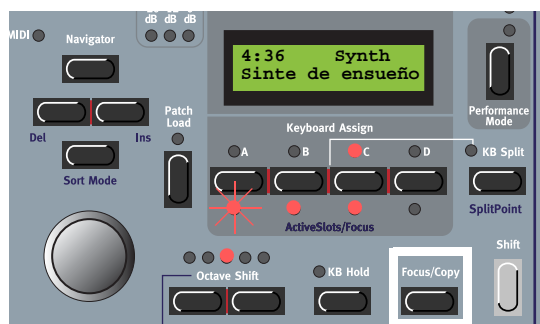 dB dB dB
MIDI
Navigator
4:36 Synth
Sinte de ensueño
Performance
Mode
Patch
Load
Keyboard Assign
Del Ins
A B C D KB Split
Sort Mode
SplitPoint
ActiveSlots/Focus
Shift
Octave Shift KB Hold Focus/Copy